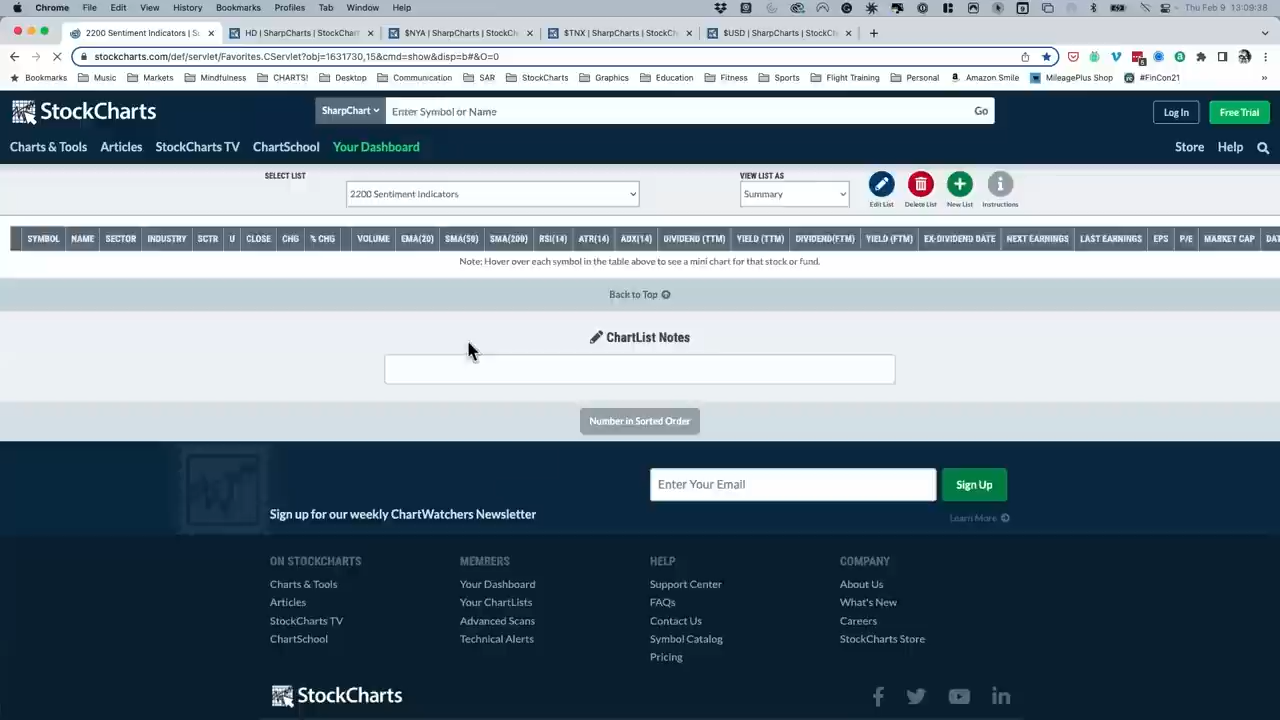 Chrome File Edit View History Bookmarks Profiles Tab Window Help Thu Feb 9 13:09:38
2200 Sentiment Indicators | S HD | SharpCharts | StockChart $NYA | SharpCharts | StockCh $TNX | SharpCharts | StockCh $USD | SharpCharts | StockCh
stockcharts.com/def/servlet/Favorites.CServlet?obj=1631730,15&cmd=show&disp=b#&O=0
Bookmarks Music Markets Mindfulness CHARTS! Desktop Communication SAR StockCharts Graphics Education Fitness Sports Flight Training Personal Amazon Smile MileagePlus Shop #FinCon21 »
StockCharts SharpChart Enter Symbol or Name Go Log In Free Trial
Charts & Tools Articles StockCharts TV ChartSchool Your Dashboard Store Help
SELECT LIST VIEW LIST AS
2200 Sentiment Indicators Summary
Edit List Delete List New List Instructions
SYMBOL NAME SECTOR INDUSTRY SCTR U CLOSE CHG % CHG VOLUME EMA(20) SMA(50) SMA(200) RSI(14) ATR(14) ADX(14) DIVIDEND (TTM) YIELD (TTM) DIVIDEND(FTM) YIELD (FTM) EX-DIVIDEND DATE NEXT EARNINGS LAST EARNINGS EPS P/E MARKET CAP DAT
Note: Hover over each symbol in the table above to see a mini chart for that stock or fund.
Back to Top
ChartList Notes
Number in Sorted Order
Enter Your Email Sign Up
Sign up for our weekly ChartWatchers Newsletter
Learn More
ON STOCKCHARTS MEMBERS HELP COMPANY
Charts & Tools Your Dashboard Support Center About Us
Articles Your ChartLists FAQs What's New
StockCharts TV Advanced Scans Contact Us Careers
ChartSchool Technical Alerts Symbol Catalog StockCharts Store
Pricing
StockCharts